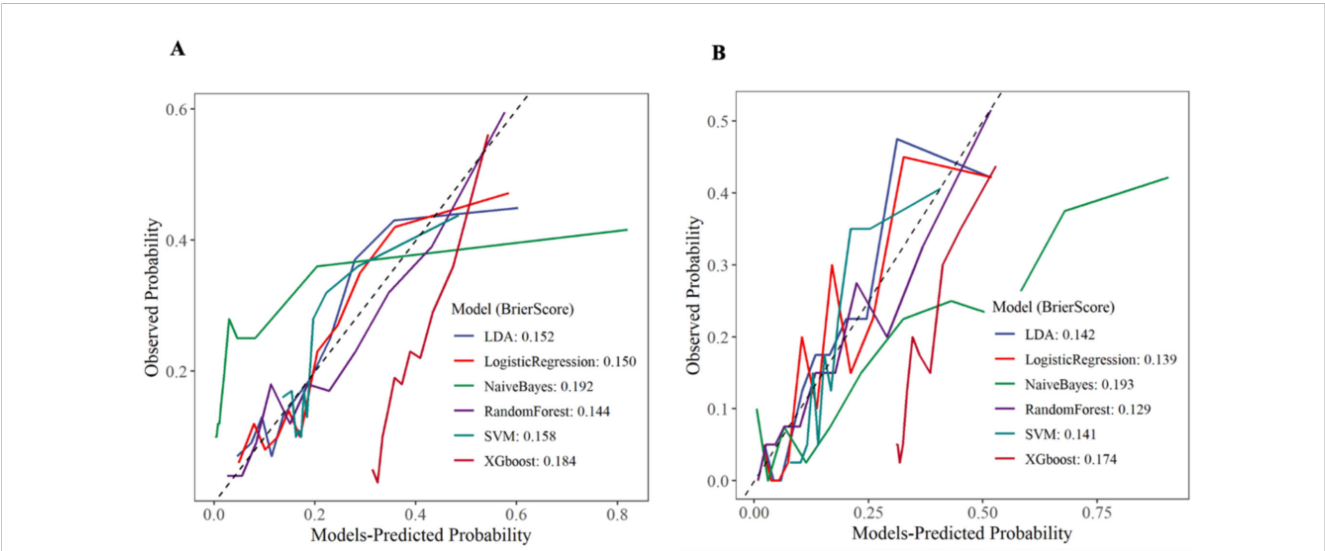 A
Observed Probability
0.6
0.4
0.2
0.0
0.2
0.4
0.6
0.8
Models-Predicted Probability
Model (BrierScore)
LDA: 0.152
LogisticRegression: 0.150
NaiveBayes: 0.192
RandomForest: 0.144
SVM: 0.158
XGboost: 0.184
B
Observed Probability
0.5
0.4
0.3
0.2
0.1
0.0
0.00
0.25
0.50
0.75
Models-Predicted Probability
Model (BrierScore)
LDA: 0.142
LogisticRegression: 0.139
NaiveBayes: 0.193
RandomForest: 0.129
SVM: 0.141
XGboost: 0.174